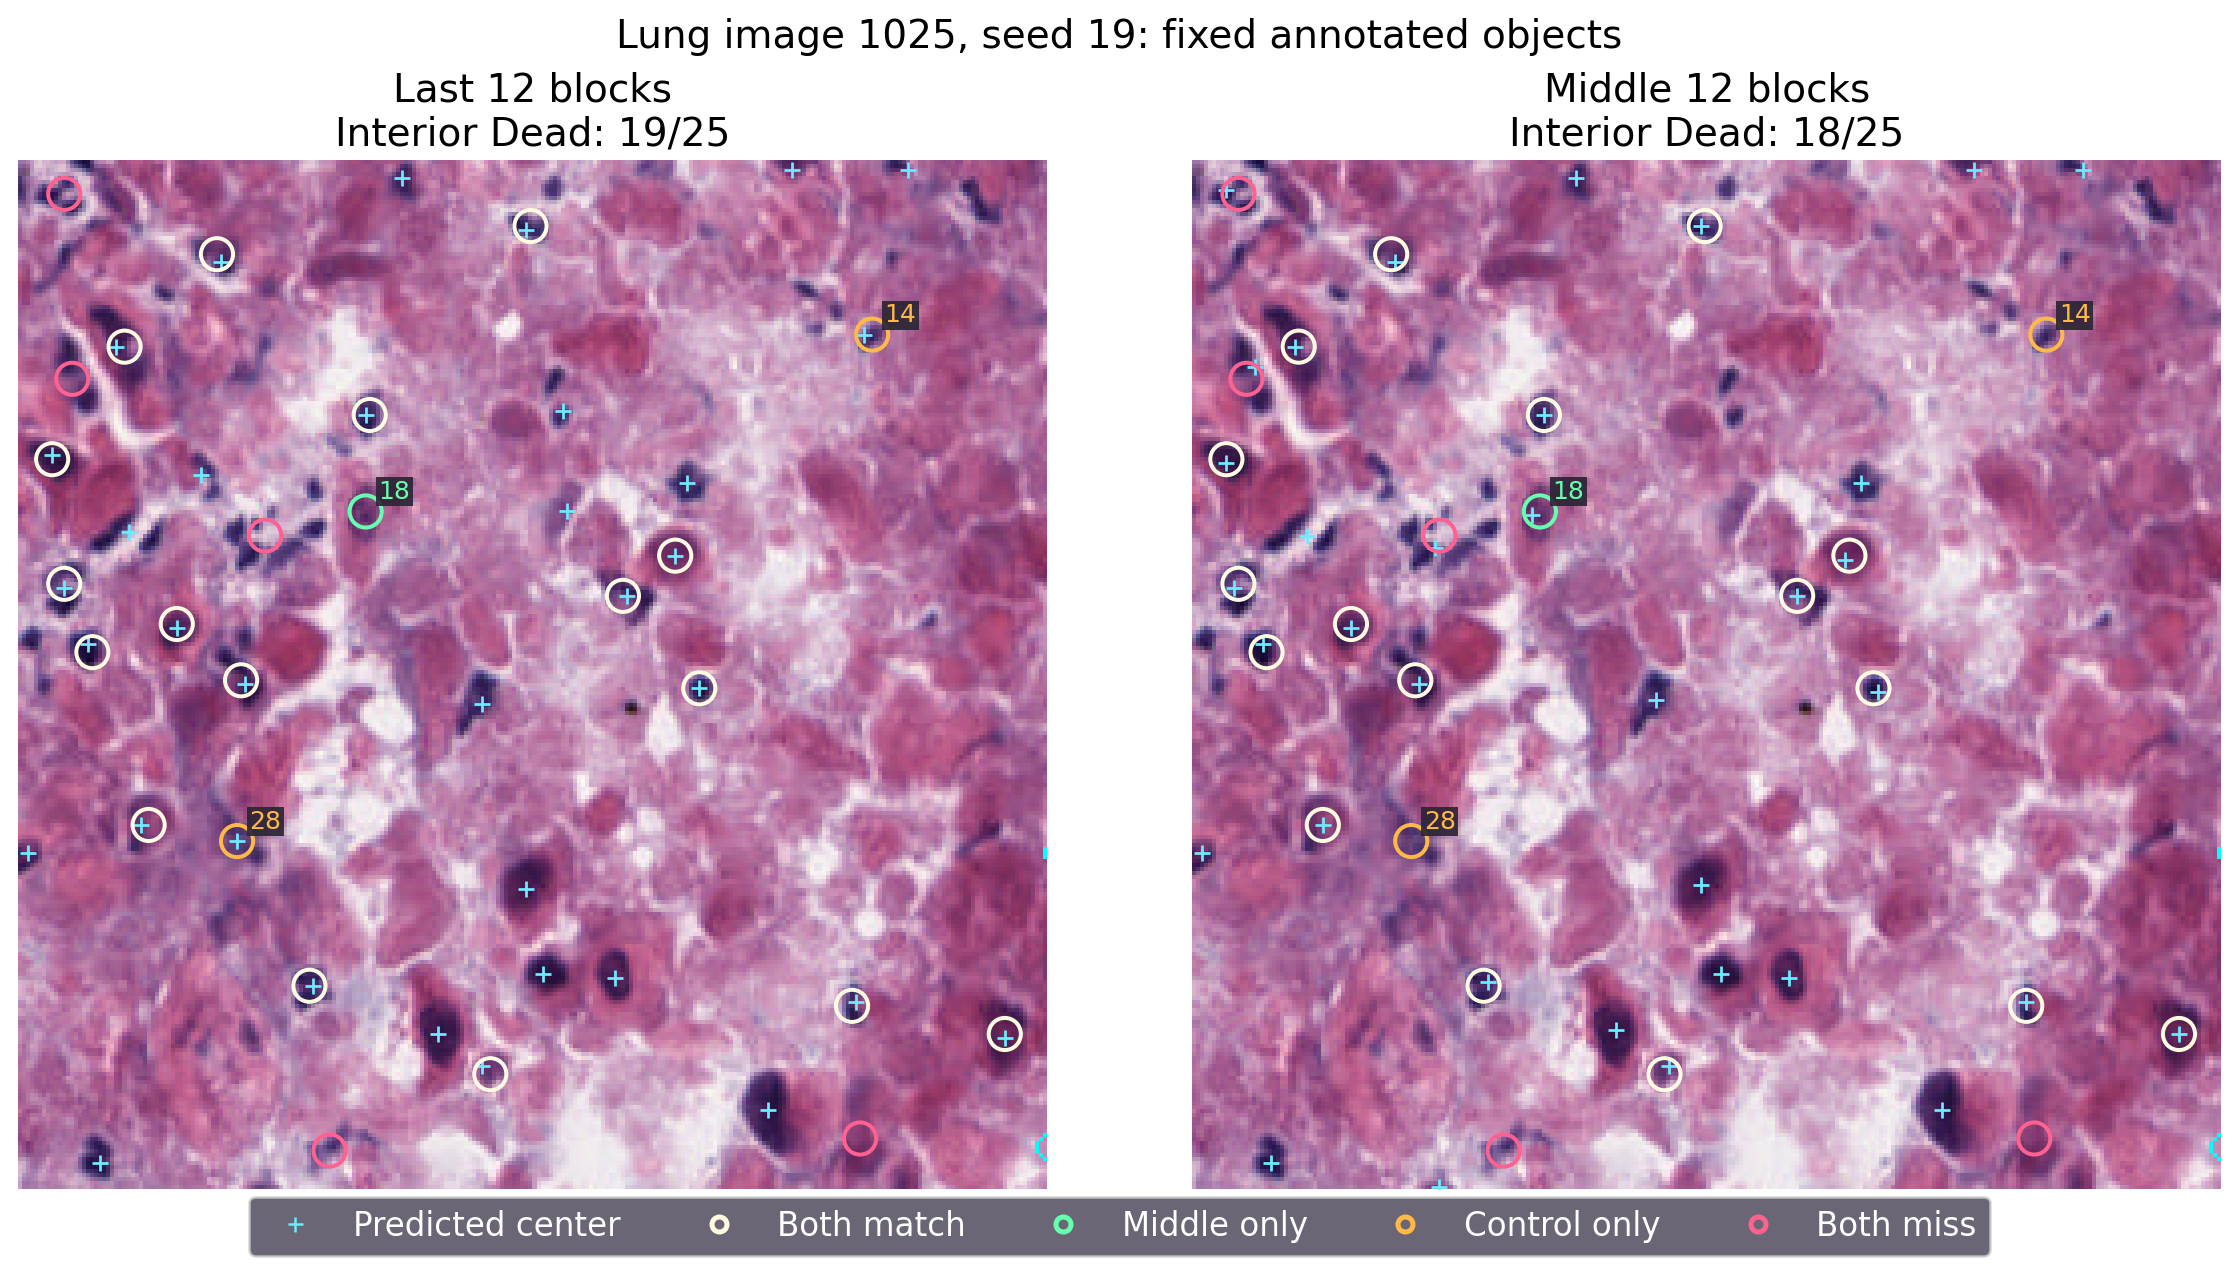 Lung image 1025, seed 19: fixed annotated objects
Last 12 blocks
Interior Dead: 19/25
Middle 12 blocks
Interior Dead: 18/25
14
18
28
14
18
28
Predicted center
Both match
Middle only
Control only
Both miss